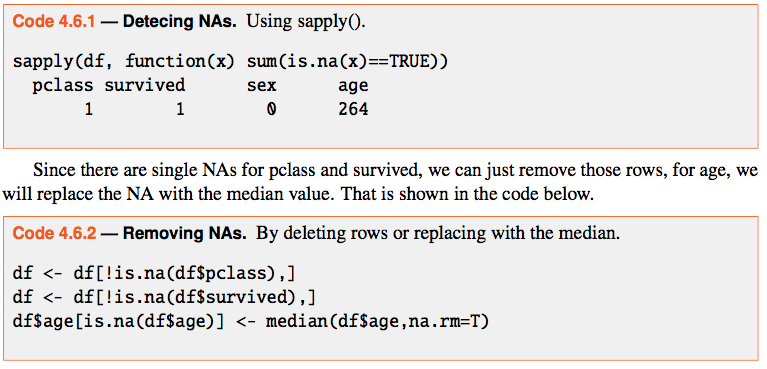 Code 4.6.1 — Detecing NAs. Using sapply().
sapply(df, function(x) sum(is.na(x)==TRUE))
pclass survived sex age
1 1 0 264
Since there are single NAs for pclass and survived, we can just remove those rows, for age, we
will replace the NA with the median value. That is shown in the code below.
Code 4.6.2 — Removing NAs. By deleting rows or replacing with the median.
df <- df[!is.na(df$pclass),]
df <- df[!is.na(df$survived),]
df$age[is.na(df$age)] <- median(df$age,na.rm=T)